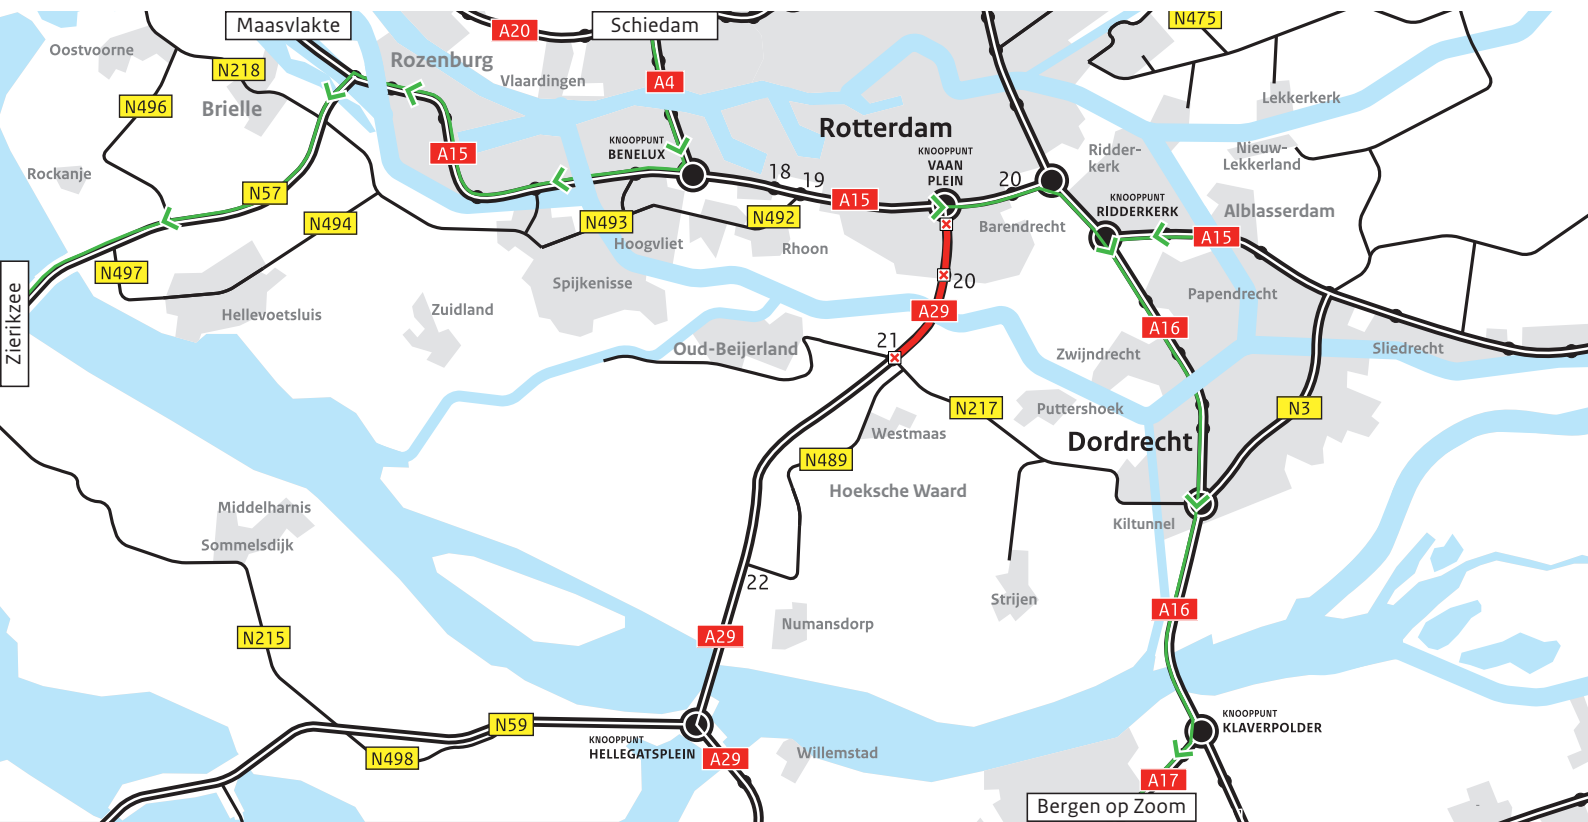 Maasvlakte
Schiedam
N475
A20
Oostvoorne
Rozenburg
N218
Vlaardingen
A4
Lekkerkerk
N496
Brielle
Rotterdam
KNOOPPUNT
BENELUX
A15
KNOOPPUNT
VAAN
PLEIN
Ridder-
kerk
Nieuw-
Lekkerland
Rockanje
18
19
20
N57
A15
KNOOPPUNT
RIDDERKERK
Alblasserdam
N494
N493
N492
Barendrecht
A15
Hoogvliet
Rhoon
N497
Spijkenisse
20
Papendrecht
Zierikzee
Hellevoetsluis
Zuidland
A29
A16
Oud-Beijerland
21
Zwijndrecht
Sliedrecht
N217
Puttershoek
N3
Westmaas
Dordrecht
N489
Hoeksche Waard
Middelharnis
Sommelsdijk
Kiltunnel
22
Strijen
A16
Numansdorp
N215
A29
N59
KNOOPPUNT
HELLEGATSPLEIN
KNOOPPUNT
KLAVERPOLDER
N498
A29
Willemstad
A17
Bergen op Zoom